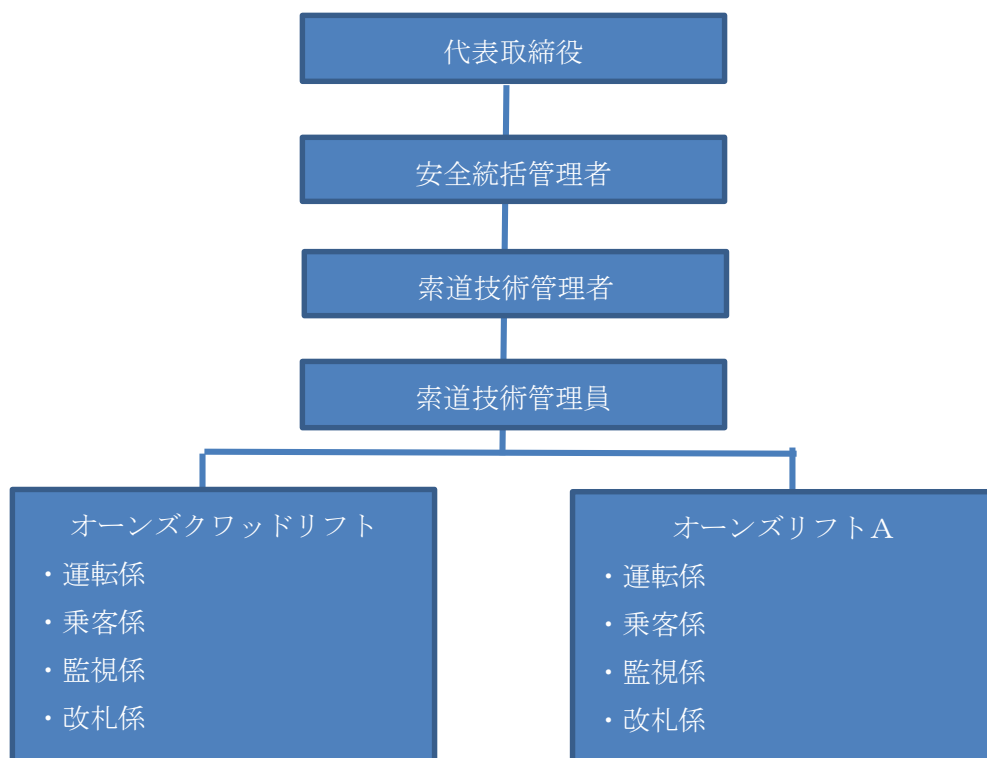 代表取締役
安全統括管理者
索道技術管理者
索道技術管理員
オーンズクワッドリフト
・運転係
・乗客係
・監視係
・改札係
オーンズリフトＡ
・運転係
・乗客係
・監視係
・改札係